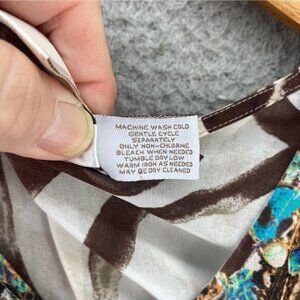 MACHINE WASH COLD
GENTLE CYCLE
SEPARATELY
ONLY NON-CHLORINE
BLEACH WHEN NEEDED
TUMBLE DRY LOW
WARM IRON AS NEEDED
MAY BE DRY CLEANED